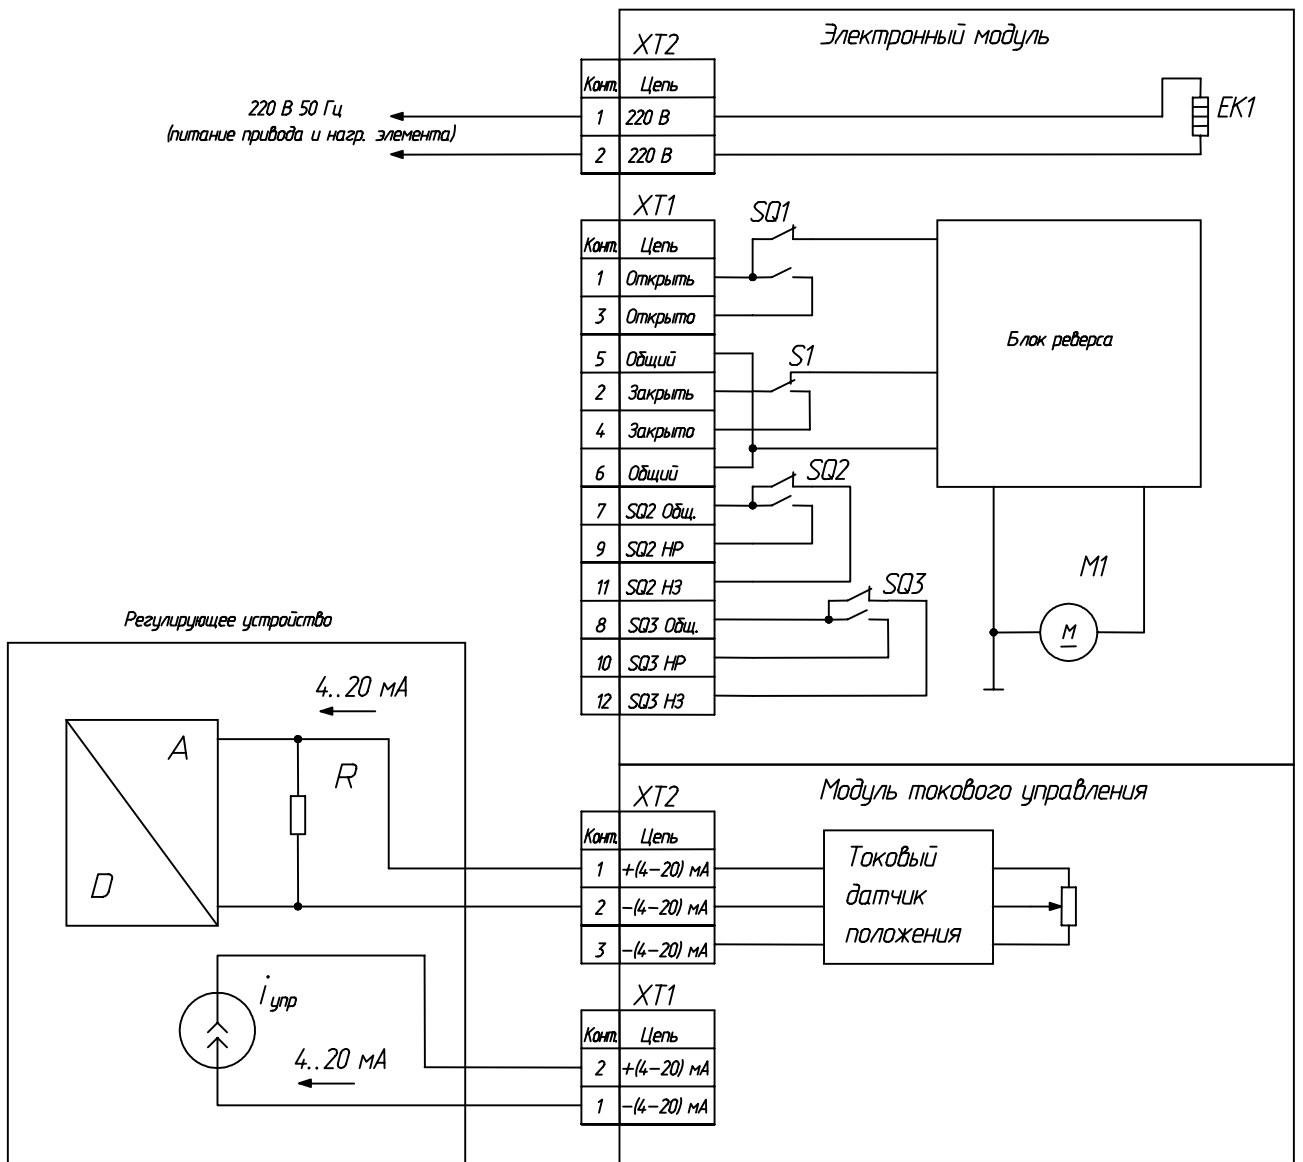 Электронный модуль
XT2
Конт. Цепь
1 220 В
2 220 В
220 В 50 Гц
(питание привода и нагр. элемента)
EK1
XT1
Конт. Цепь
1 Открыть
3 Открыто
5 Общий
2 Закрыть
4 Закрыто
6 Общий
7 SQ2 Общ.
9 SQ2 НР
11 SQ2 НЗ
8 SQ3 Общ.
10 SQ3 НР
12 SQ3 НЗ
SQ1
S1
SQ2
SQ3
Блок реверса
M1
М
Регулирующее устройство
4..20 мА
A
R
D
i упр
4..20 мА
Модуль токового управления
XT2
Конт. Цепь
1 +(4-20) мА
2 -(4-20) мА
3 -(4-20) мА
Токовый
датчик
положения
XT1
Конт. Цепь
2 +(4-20) мА
1 -(4-20) мА